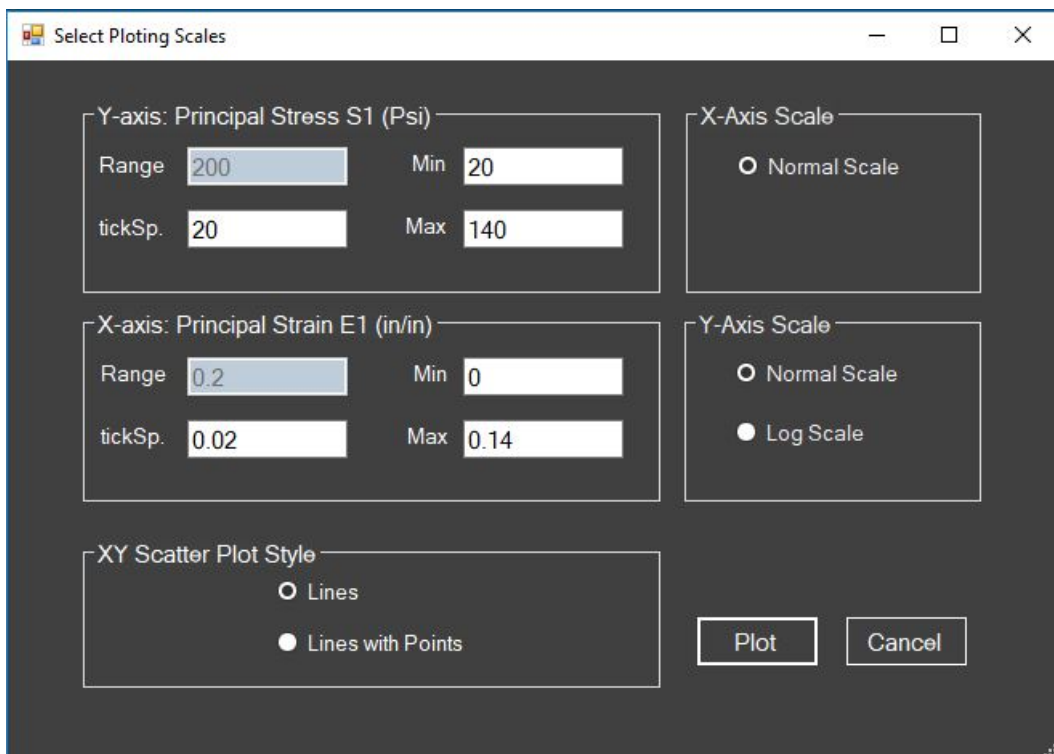 Select Ploting Scales
Y-axis: Principal Stress S1 (Psi)
Range 200 Min 20
tickSp. 20 Max 140
X-Axis Scale
Normal Scale
X-axis: Principal Strain E1 (in/in)
Range 0.2 Min 0
tickSp. 0.02 Max 0.14
Y-Axis Scale
Normal Scale
Log Scale
XY Scatter Plot Style
Lines
Lines with Points
Plot Cancel